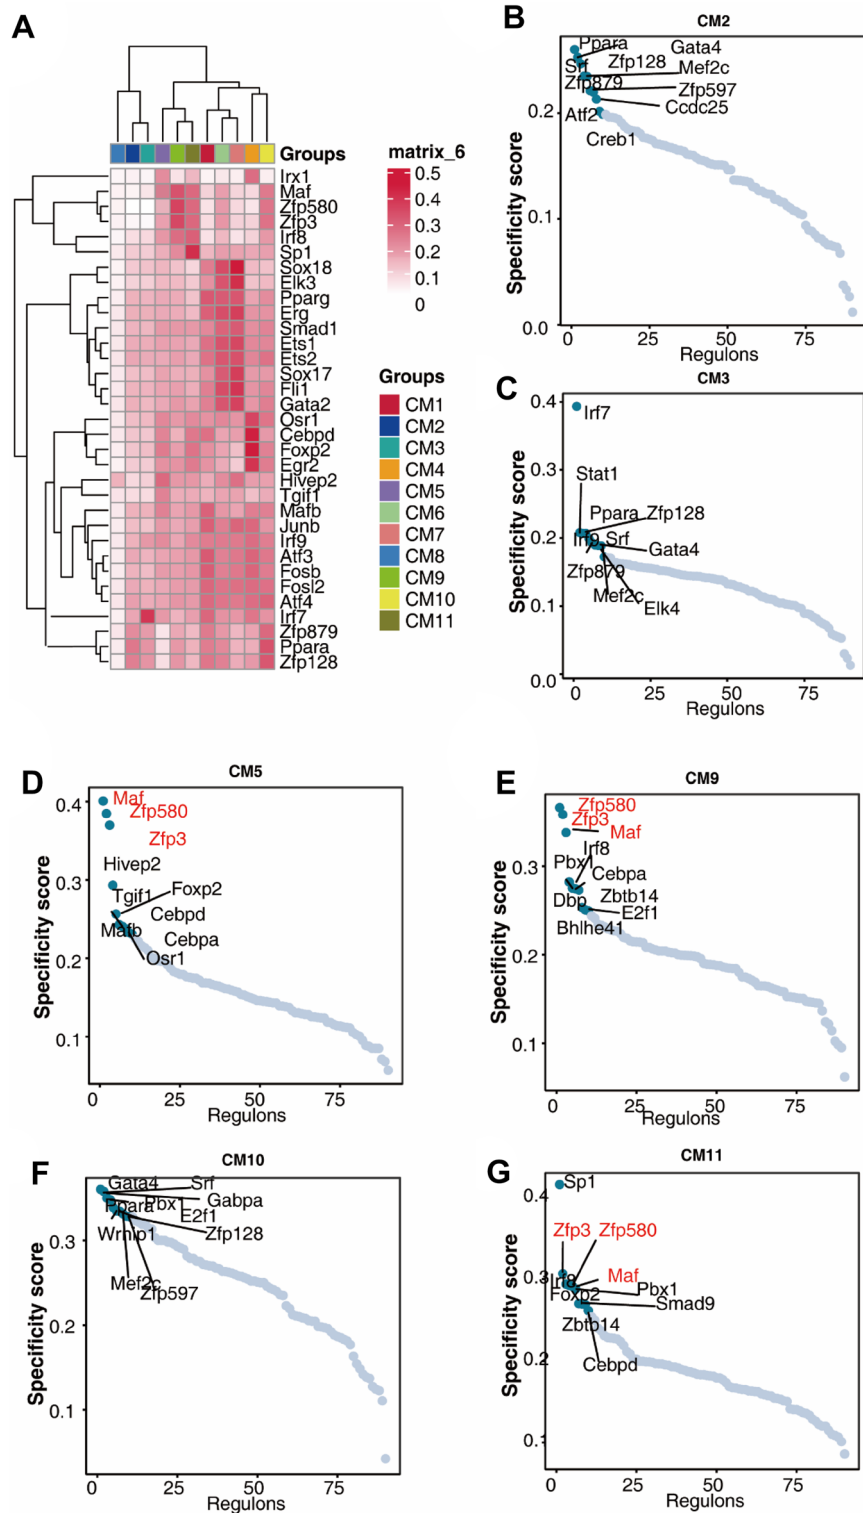 A
Groups
Irx1
Maf
Zfp580
Zfp3
Irf8
Sp1
Sox18
Elk3
Pparg
Erg
Smad1
Ets1
Ets2
Sox17
Fli1
Gata2
Osr1
Cebpd
Foxp2
Egr2
Hivep2
Tgif1
Mafb
Junb
Irf9
Atf3
Fosb
Fosl2
Atf4
Irf7
Zfp879
Ppara
Zfp128
matrix_6
0.5
0.4
0.3
0.2
0.1
0
Groups
CM1
CM2
CM3
CM4
CM5
CM6
CM7
CM8
CM9
CM10
CM11
B
CM2
Ppara
Gata4
Srf
Zfp128
Mef2c
Zfp879
Zfp597
Ccdc25
Atf2
Creb1
Specificity score
0.2
0.1
0.0
0
25
50
75
Regulons
C
CM3
Irf7
Stat1
Ppara
Zfp128
Irf9
Srf
Gata4
Zfp879
Mef2c
Elk4
Specificity score
0.4
0.3
0.2
0.1
0.0
0
25
50
75
Regulons
D
CM5
Maf
Zfp580
Zfp3
Hivep2
Tgif1
Foxp2
Cebpd
Mafb
Cebpa
Osr1
Specificity score
0.4
0.3
0.2
0.1
0
25
50
75
Regulons
E
CM9
Zfp580
Zfp3
Maf
Irf8
Pbx1
Cebpa
Dbp
Zbtb14
E2f1
Bhlhe41
Specificity score
0.3
0.2
0.1
0
25
50
75
Regulons
F
CM10
Gata4
Srf
Ppara
Pbx1
Gabpa
E2f1
Wrnip1
Zfp128
Mef2c
Zfp597
Specificity score
0.3
0.2
0.1
0
25
50
75
Regulons
G
CM11
Sp1
Zfp3
Zfp580
Irf8
Maf
Foxp2
Pbx1
Smad9
Zbtb14
Cebpd
Specificity score
0.4
0.3
0.2
0.1
0
25
50
75
Regulons